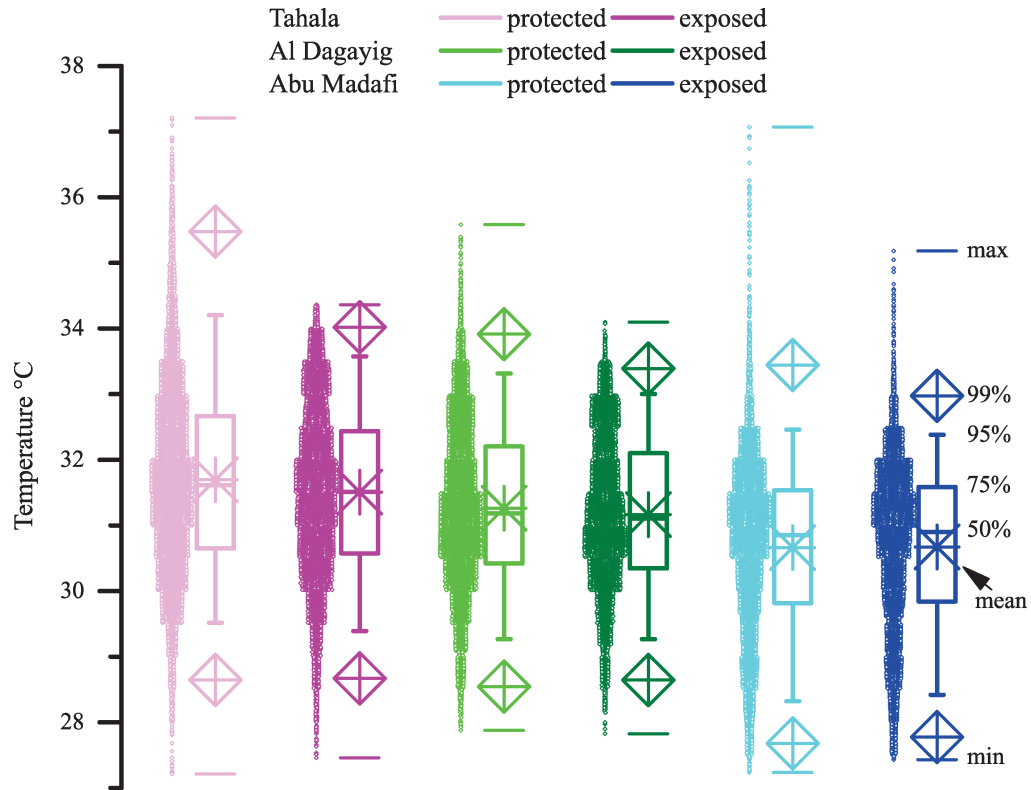 Tahala protected exposed
Al Dagayig protected exposed
Abu Madafi protected exposed
38
36
34
32
30
28
Temperature °C
max
99%
95%
75%
50%
mean
min